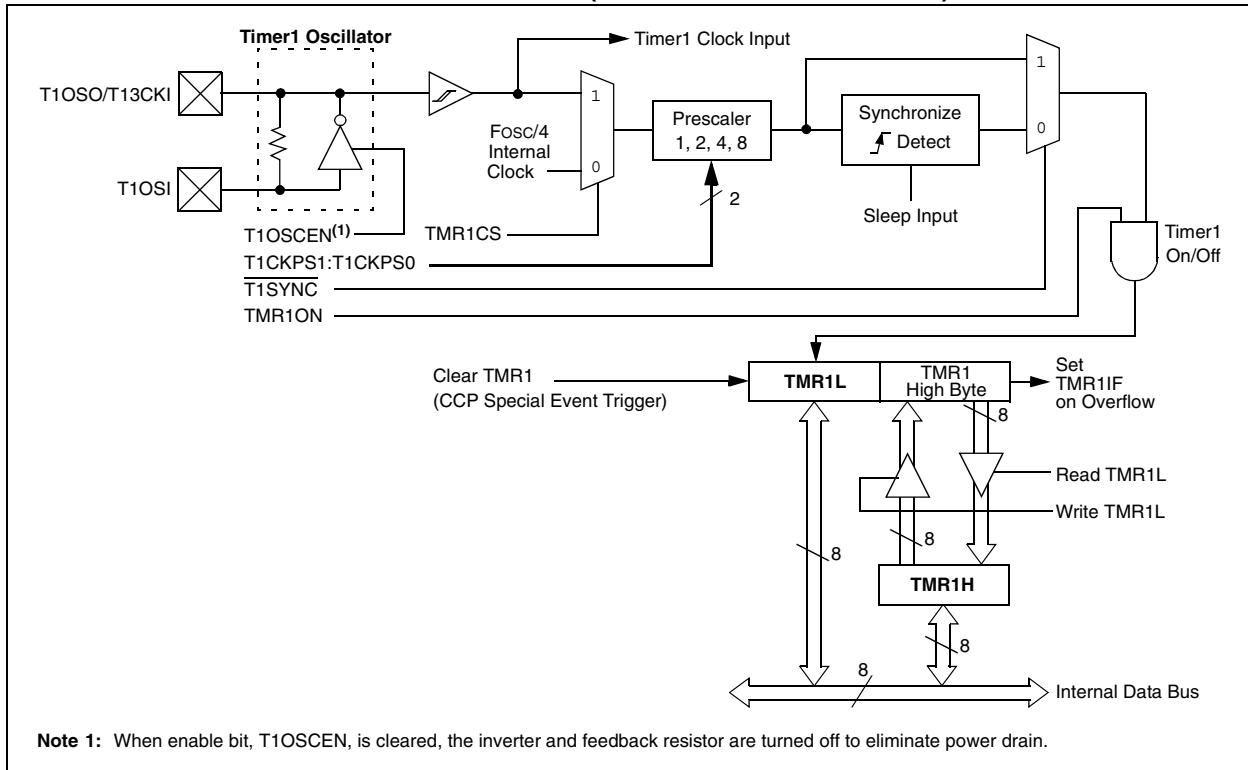 Timer1 Oscillator
Timer1 Clock Input
T1OSO/T13CKI
T1OSI
1
FOSC/4
Internal
Clock
0
Prescaler
1, 2, 4, 8
Synchronize
Detect
1
0
2
Sleep Input
T1OSCEN(1)
TMR1CS
T1CKPS1:T1CKPS0
T1SYNC
TMR1ON
Timer1
On/Off
Clear TMR1
(CCP Special Event Trigger)
TMR1L
TMR1
High Byte
Set
TMR1IF
on Overflow
8
Read TMR1L
Write TMR1L
8
8
TMR1H
8
8
Internal Data Bus
Note 1: When enable bit, T1OSCEN, is cleared, the inverter and feedback resistor are turned off to eliminate power drain.